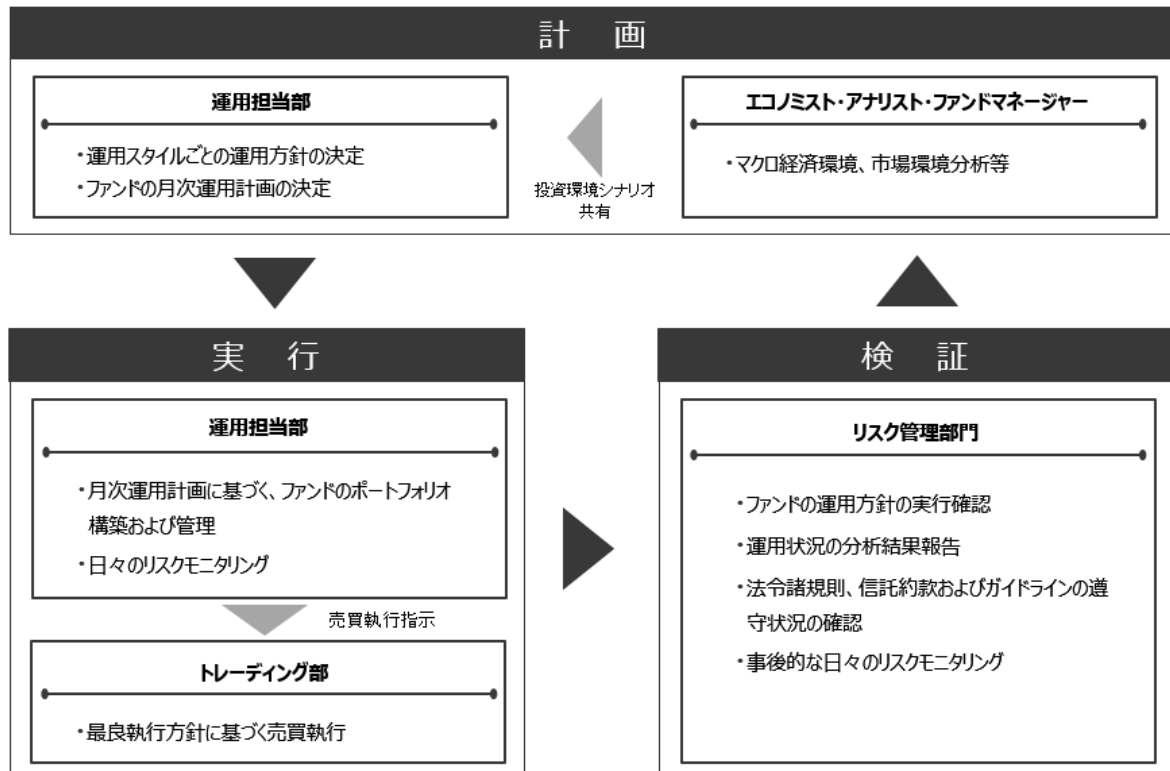 計 画
運用担当部
・運用スタイルごとの運用方針の決定
・ファンドの月次運用計画の決定
投資環境シナリオ
共有
エコノミスト・アナリスト・ファンドマネージャー
・マクロ経済環境、市場環境分析等
実 行
運用担当部
・月次運用計画に基づく、ファンドのポートフォリオ
構築および管理
・日々のリスクモニタリング
売買執行指示
トレーディング部
・最良執行方針に基づく売買執行
検 証
リスク管理部門
・ファンドの運用方針の実行確認
・運用状況の分析結果報告
・法令諸規則、信託約款およびガイドラインの遵
守状況の確認
・事後的な日々のリスクモニタリング